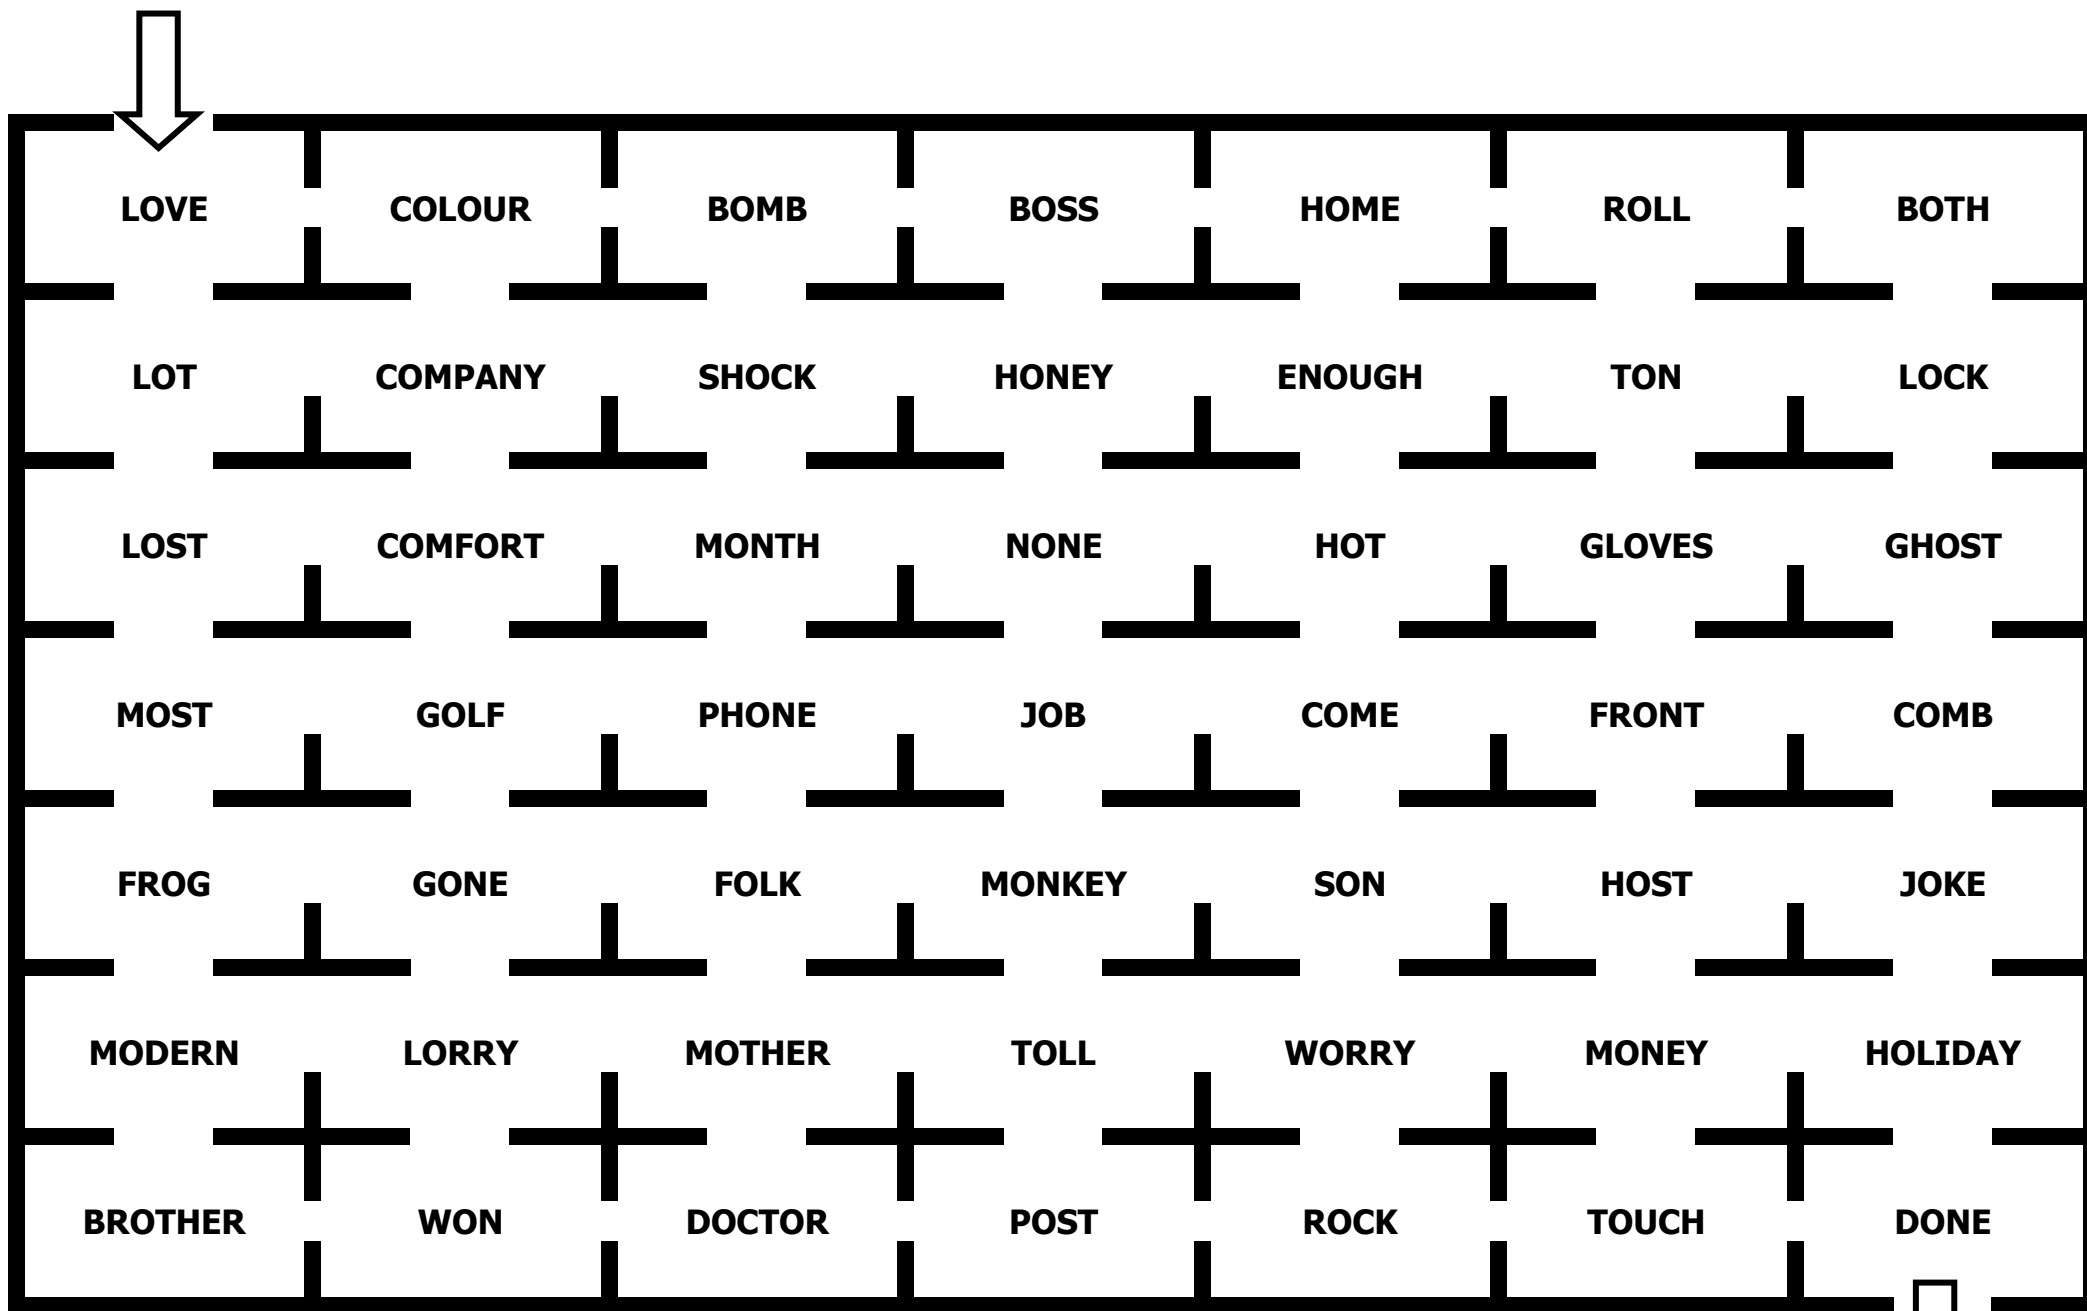 LOVE COLOUR BOMB BOSS HOME ROLL BOTH
LOT COMPANY SHOCK HONEY ENOUGH TON LOCK
LOST COMFORT MONTH NONE HOT GLOVES GHOST
MOST GOLF PHONE JOB COME FRONT COMB
FROG GONE FOLK MONKEY SON HOST JOKE
MODERN LORRY MOTHER TOLL WORRY MONEY HOLIDAY
BROTHER WON DOCTOR POST ROCK TOUCH DONE